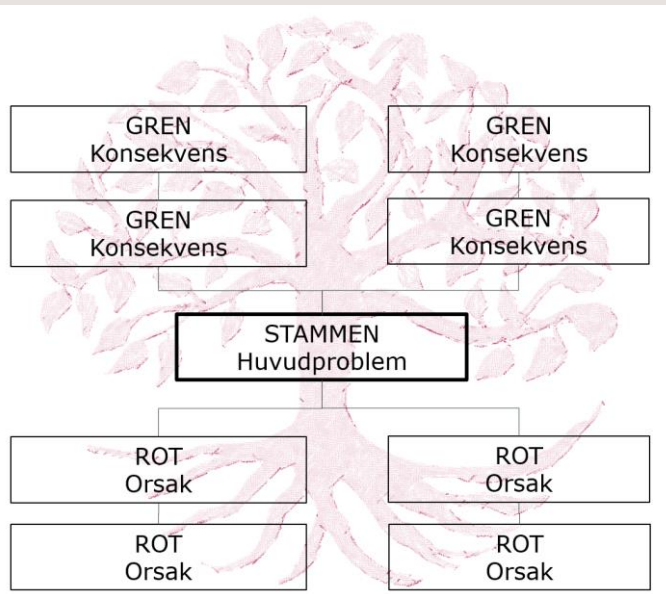 GREN
Konsekvens
GREN
Konsekvens
GREN
Konsekvens
GREN
Konsekvens
STAMMEN
Huvudproblem
ROT
Orsak
ROT
Orsak
ROT
Orsak
ROT
Orsak